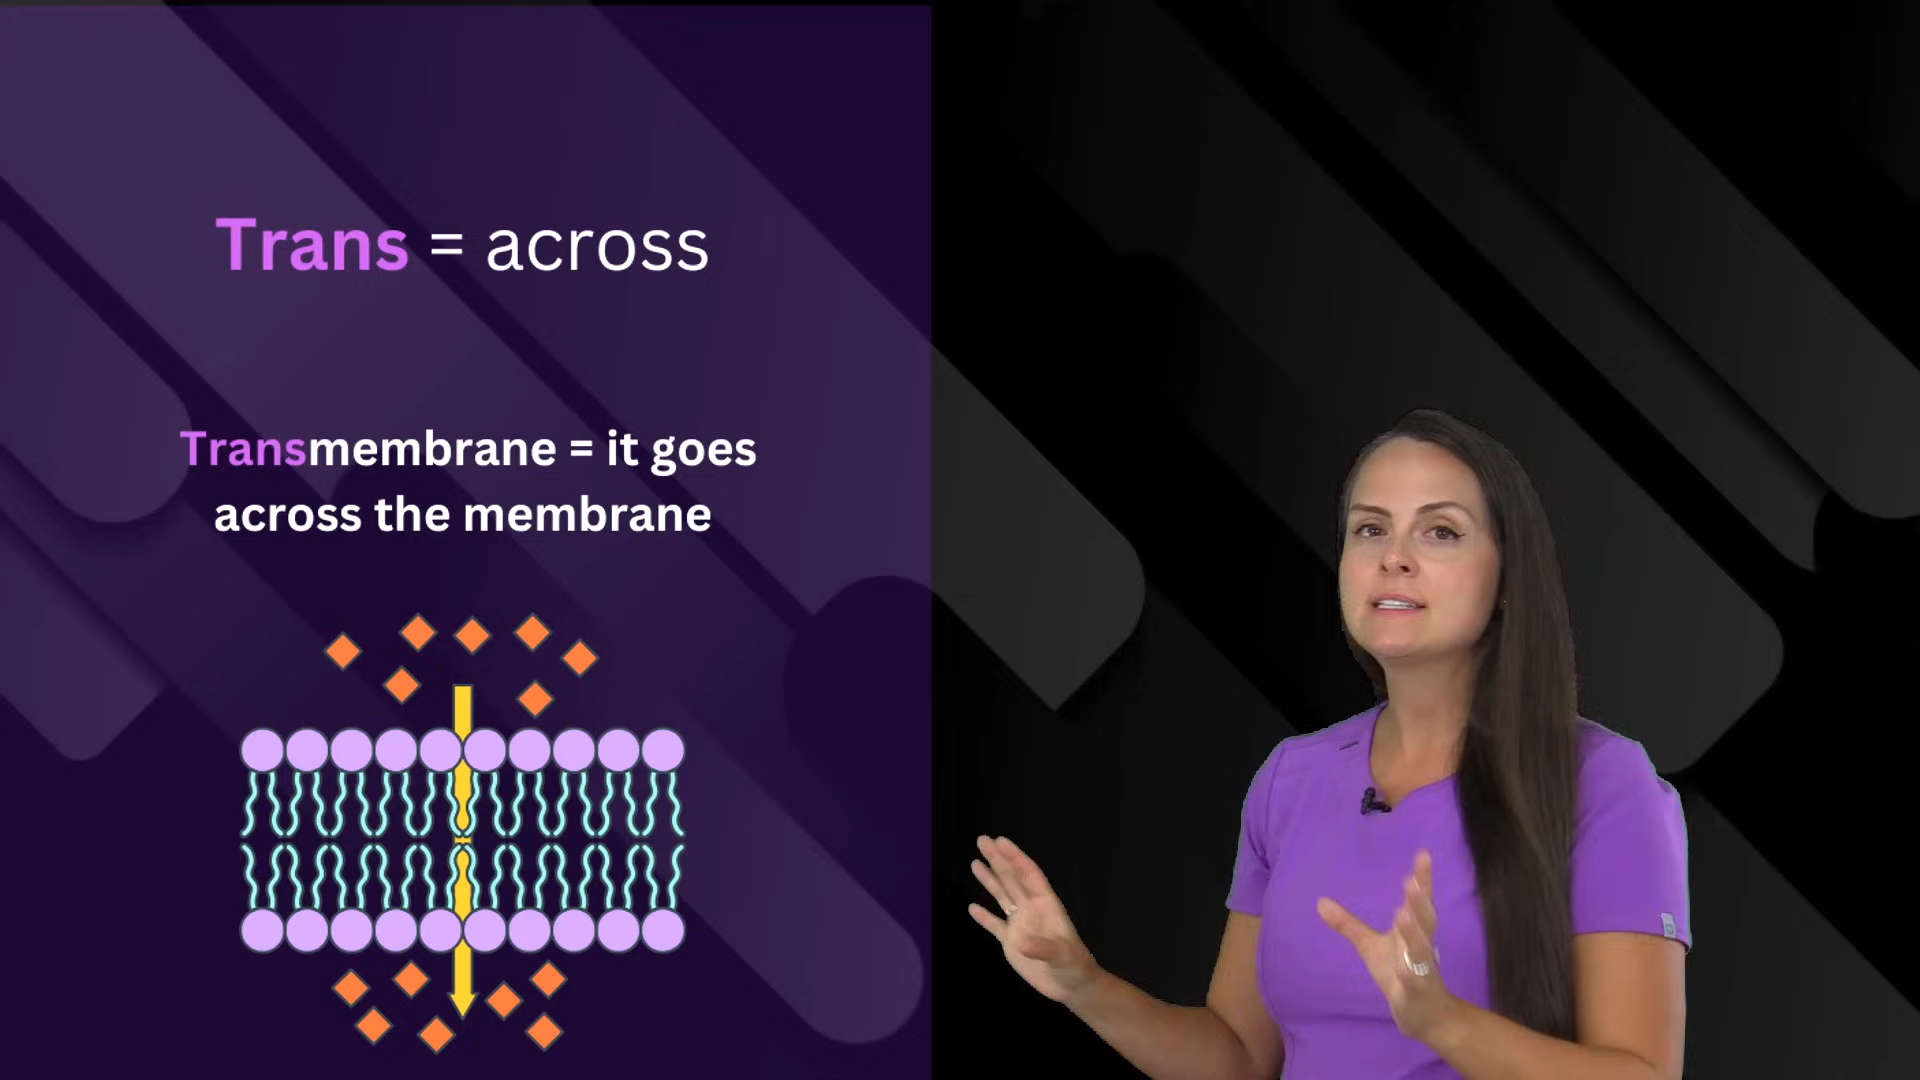 Trans = across
Transmembrane = it goes
across the membrane